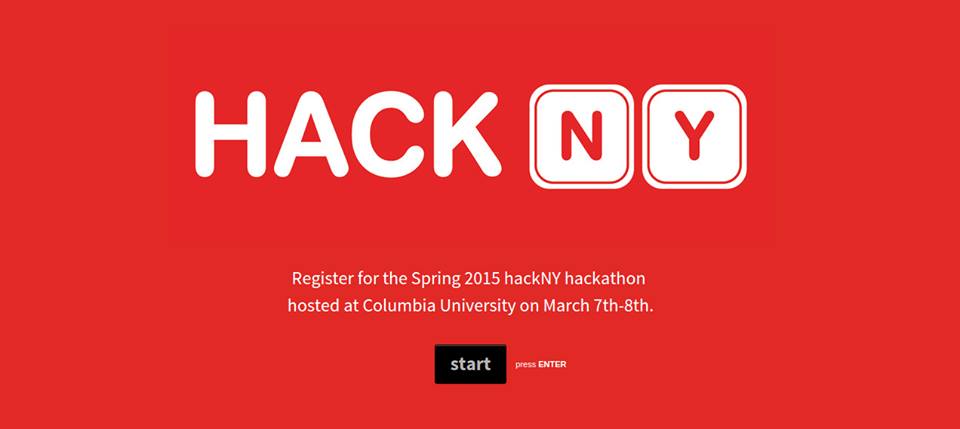 HACK NY
Register for the Spring 2015 hackNY hackathon
hosted at Columbia University on March 7th-8th.
start press ENTER